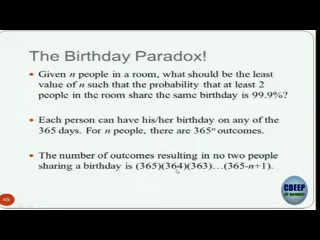 The Birthday Paradox!
• Given n people in a room, what should be the least
value of n such that the probability that at least 2
people in the room share the same birthday is 99.9%?
• Each person can have his/her birthday on any of the
365 days. For n people, there are 365ⁿ outcomes.
• The number of outcomes resulting in no two people
sharing a birthday is (365)(364)(363)…(365-n+1).
45
CDEEP
IIT BOMBAY